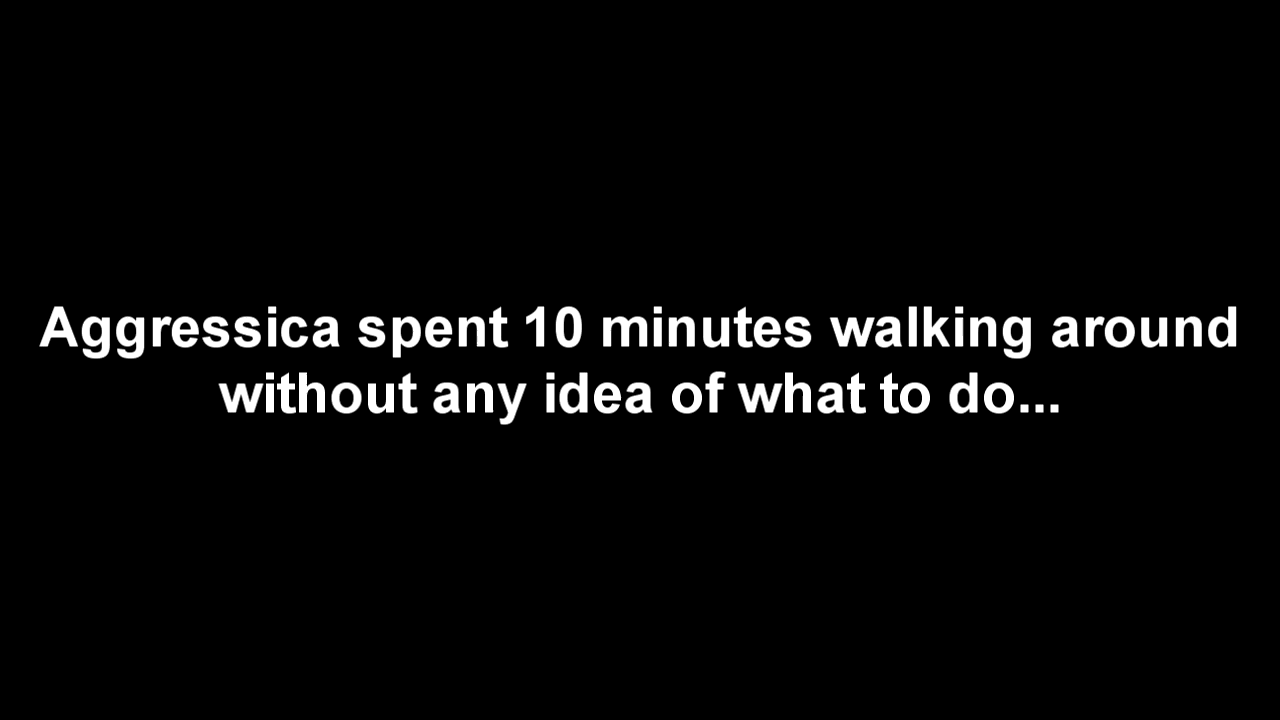 Aggressica spent 10 minutes walking around
without any idea of what to do...